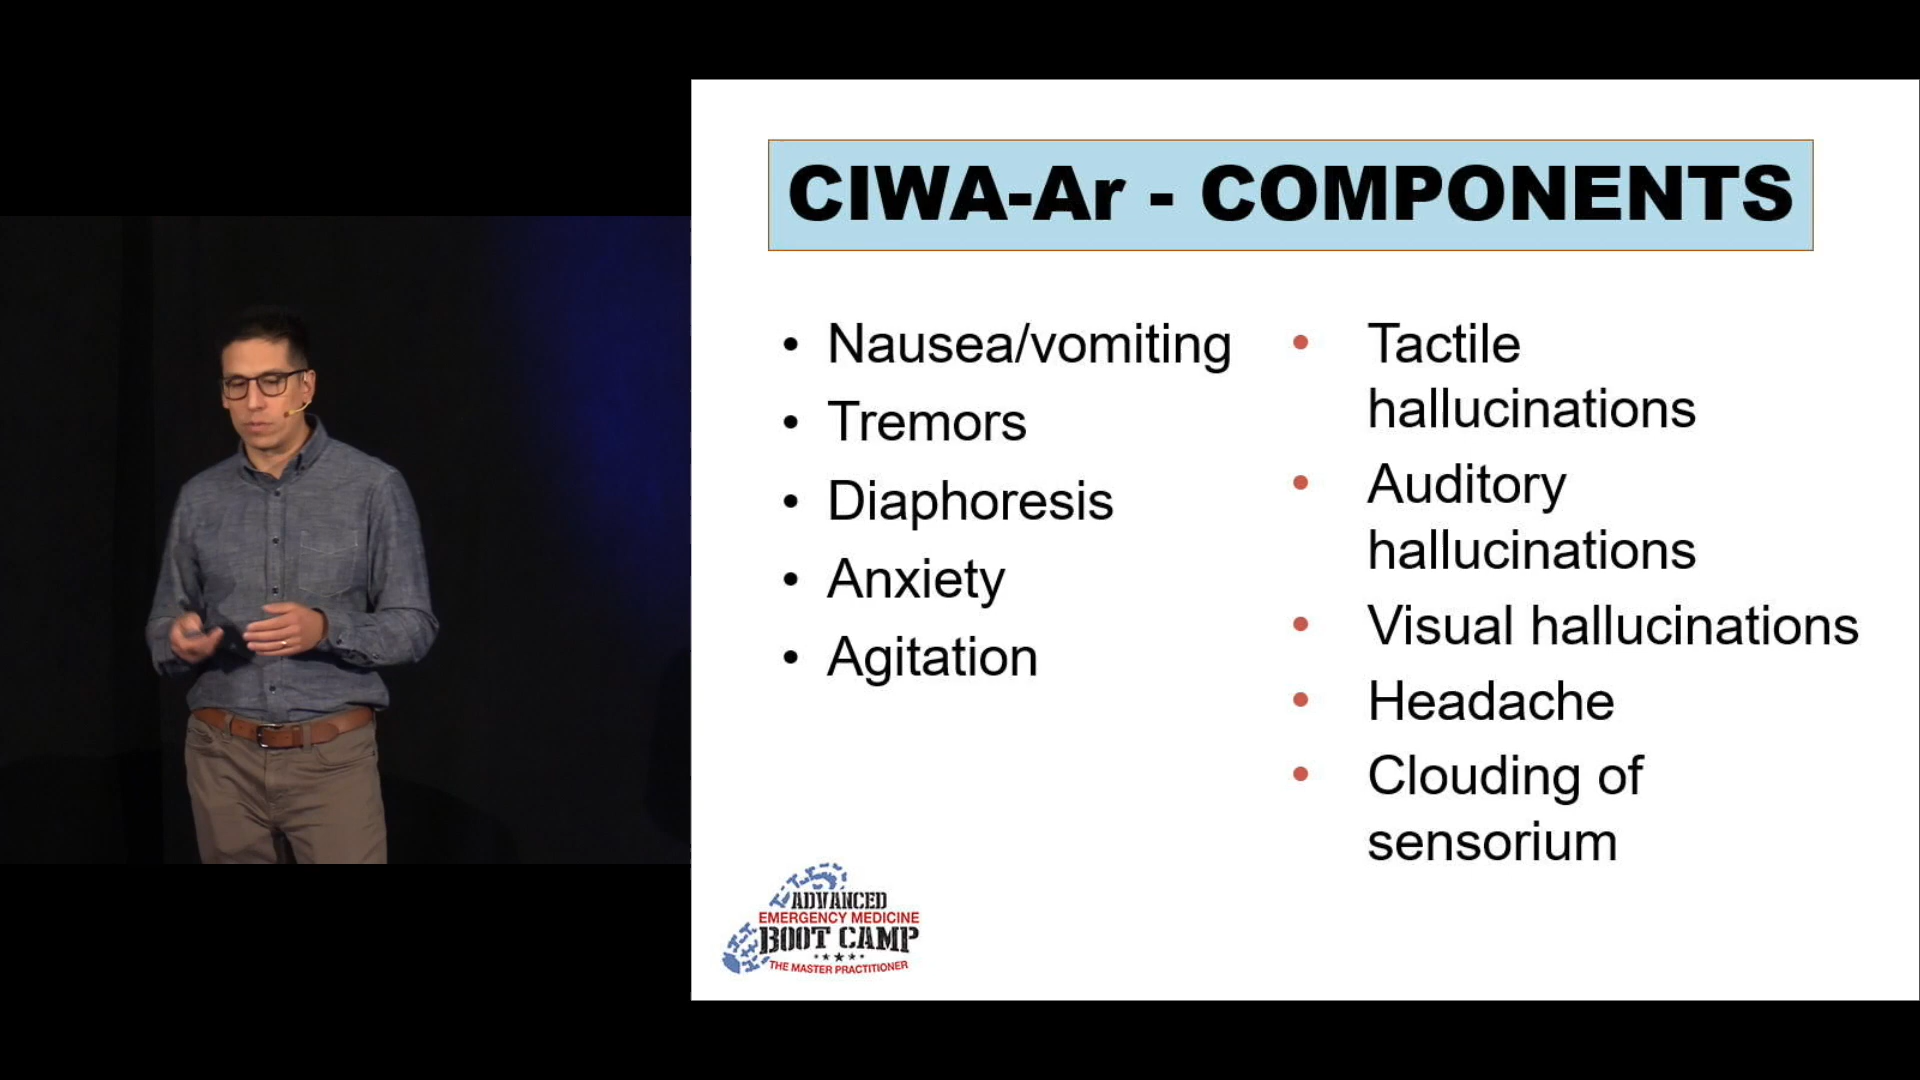 CIWA-Ar - COMPONENTS
• Nausea/vomiting
• Tremors
• Diaphoresis
• Anxiety
• Agitation
• Tactile
hallucinations
• Auditory
hallucinations
• Visual hallucinations
• Headache
• Clouding of
sensorium
ADVANCED
EMERGENCY MEDICINE
BOOT CAMP
THE MASTER PRACTITIONER